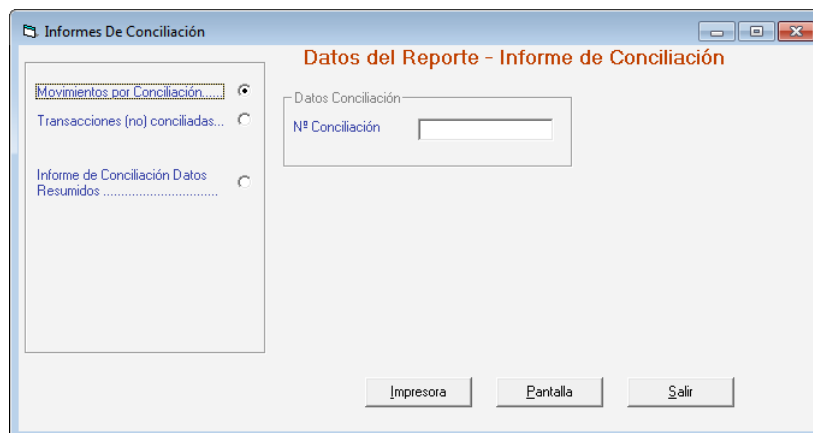 Informes De Conciliación
Datos del Reporte - Informe de Conciliación
Movimientos por Conciliación......
Transacciones (no) conciliadas...
Informe de Conciliación Datos
Resumidos ................................
Datos Conciliación
Nº Conciliación
Impresora
Pantalla
Salir